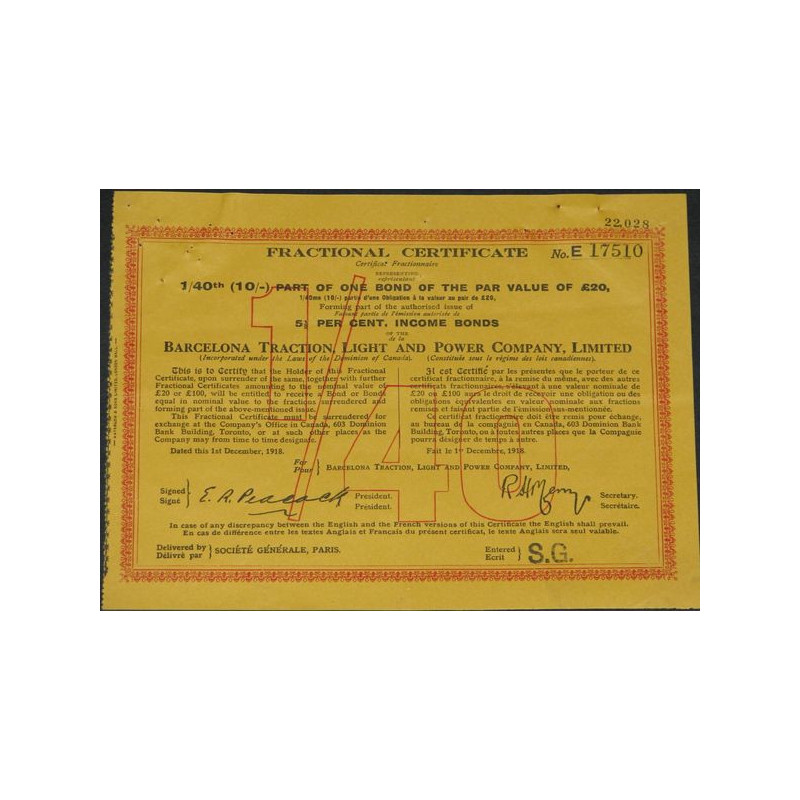 22,028
FRACTIONAL CERTIFICATE
No. E 17510
Certificat Fractionnaire
REPRESENTING
représentant
1/40th (10/-) PART OF ONE BOND OF THE PAR VALUE OF £20,
1/40me (10/-) partie d'une Obligation à la valeur au pair de £20,
Forming part of the authorised issue of
Faisant partie de l'émission autorisée de
5½ PER CENT. INCOME BONDS
OF THE
de la
BARCELONA TRACTION, LIGHT AND POWER COMPANY, LIMITED
(Incorporated under the Laws of the Dominion of Canada).
(Constituée sous le régime des lois canadiennes).
This is to Certify that the Holder of this Fractional
Certificate, upon surrender of the same, together with further
Fractional Certificates amounting to the nominal value of
£20 or £100, will be entitled to receive a Bond or Bonds
equal in nominal value to the fractions surrendered and
forming part of the above-mentioned issue.
This Fractional Certificate must be surrendered for
exchange at the Company's Office in Canada, 603 Dominion
Bank Building, Toronto, or at such other places as the
Company may from time to time designate.
Dated this 1st December, 1918.
Il est Certifié par les présentes que le porteur de ce
certificat fractionnaire, à la remise du même, avec des autres
certificats fractionnaires, s'élevant à une valeur nominale de
£20 ou £100 aura le droit de recevoir une obligation ou des
obligations équivalentes en valeur nominale aux fractions
remises et faisant partie de l'émission sus-mentionnée.
Ce certificat fractionnaire doit être remis pour échange,
au bureau de la compagnie en Canada, 603 Dominion Bank
Building, Toronto, ou à toutes autres places que la Compagnie
pourra désigner de temps à autre.
Fait le 1er Decembre, 1918.
For
Pour } BARCELONA TRACTION, LIGHT AND POWER COMPANY, LIMITED,
Signed
Signé } E. R. Peacock
President.
Président.
Secretary.
Secrétaire.
1/40
In case of any discrepancy between the English and the French versions of this Certificate the English shall prevail.
En cas de différence entre les textes Anglais et Français du présent certificat, le texte Anglais sera seul valable.
Delivered by
Délivré par } SOCIÉTÉ GÉNÉRALE, PARIS.
Entered
Ecrit } S.G.